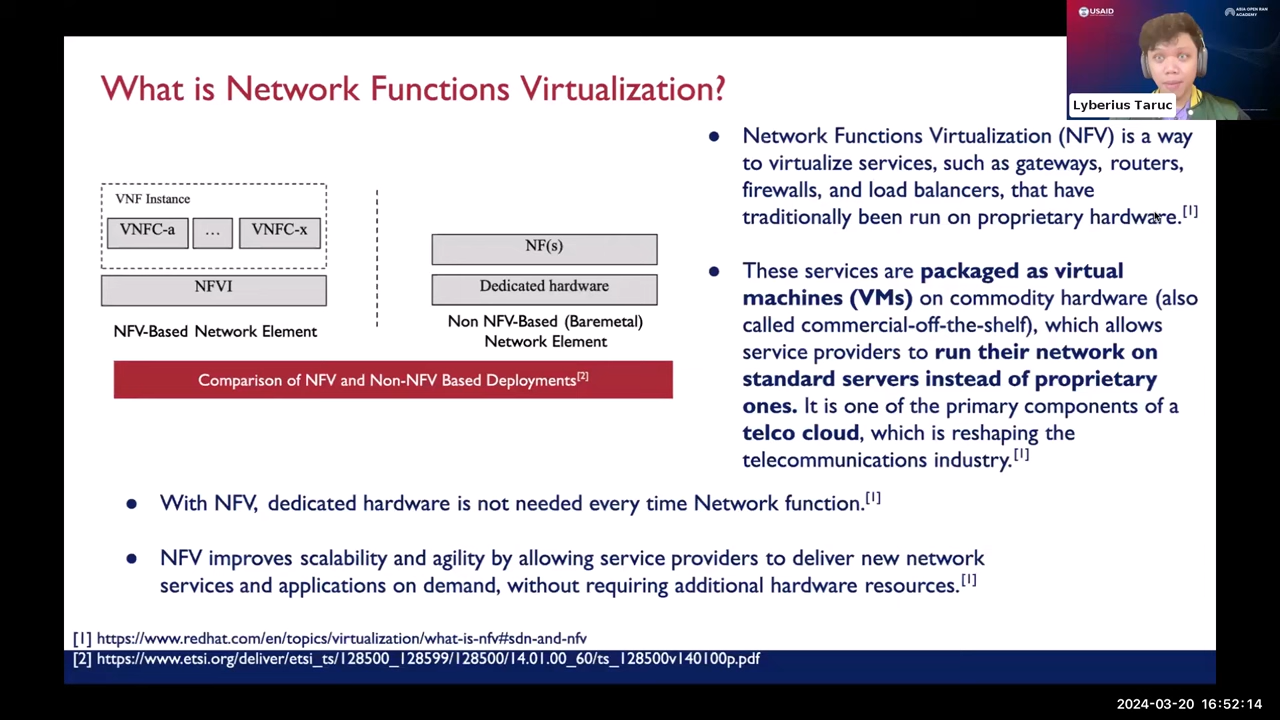 USAID
ASIA OPEN RAN
ACADEMY
Lyberius Taruc
What is Network Functions Virtualization?
VNF Instance
VNFC-a
...
VNFC-x
NFVI
NFV-Based Network Element
NF(s)
Dedicated hardware
Non NFV-Based (Baremetal)
Network Element
Comparison of NFV and Non-NFV Based Deployments[2]
● Network Functions Virtualization (NFV) is a way
to virtualize services, such as gateways, routers,
firewalls, and load balancers, that have
traditionally been run on proprietary hardware.[1]
● These services are packaged as virtual
machines (VMs) on commodity hardware (also
called commercial-off-the-shelf), which allows
service providers to run their network on
standard servers instead of proprietary
ones. It is one of the primary components of a
telco cloud, which is reshaping the
telecommunications industry.[1]
● With NFV, dedicated hardware is not needed every time Network function.[1]
● NFV improves scalability and agility by allowing service providers to deliver new network
services and applications on demand, without requiring additional hardware resources.[1]
[1] https://www.redhat.com/en/topics/virtualization/what-is-nfv#sdn-and-nfv
[2] https://www.etsi.org/deliver/etsi_ts/128500_128599/128500/14.01.00_60/ts_128500v140100p.pdf
2024-03-20 16:52:14